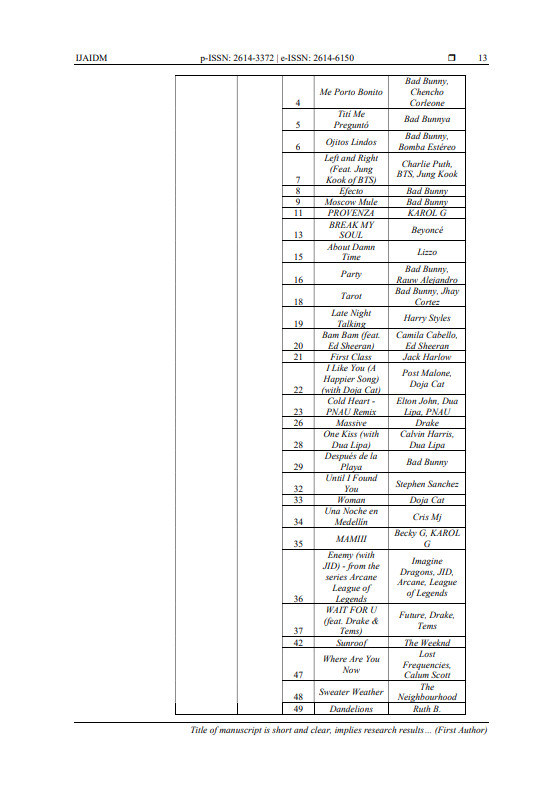 IJAIDM p-ISSN: 2614-3372 | e-ISSN: 2614-6150 ❒ 13
Me Porto Bonito
Bad Bunny,
Chencho
Corleone
4
Tití Me
Preguntó
Bad Bunnya
5
Ojitos Lindos
Bad Bunny,
Bomba Estéreo
6
Left and Right
(Feat. Jung
Kook of BTS)
Charlie Puth,
BTS, Jung Kook
7
8 Efecto Bad Bunny
9 Moscow Mule Bad Bunny
11 PROVENZA KAROL G
BREAK MY
SOUL
Beyoncé
13
About Damn
Time
Lizzo
15
Party
Bad Bunny,
Rauw Alejandro
16
Tarot
Bad Bunny, Jhay
Cortez
18
Late Night
Talking
Harry Styles
19
Bam Bam (feat.
Ed Sheeran)
Camila Cabello,
Ed Sheeran
20
21 First Class Jack Harlow
I Like You (A
Happier Song)
(with Doja Cat)
Post Malone,
Doja Cat
22
Cold Heart -
PNAU Remix
Elton John, Dua
Lipa, PNAU
23
26 Massive Drake
One Kiss (with
Dua Lipa)
Calvin Harris,
Dua Lipa
28
Después de la
Playa
Bad Bunny
29
Until I Found
You
Stephen Sanchez
32
33 Woman Doja Cat
Una Noche en
Medellín
Cris Mj
34
MAMIII
Becky G, KAROL
G
35
Enemy (with
JID) - from the
series Arcane
League of
Legends
Imagine
Dragons, JID,
Arcane, League
of Legends
36
WAIT FOR U
(feat. Drake &
Tems)
Future, Drake,
Tems
37
42 Sunroof The Weeknd
Where Are You
Now
Lost
Frequencies,
Calum Scott
47
Sweater Weather
The
Neighbourhood
48
49 Dandelions Ruth B.
Title of manuscript is short and clear, implies research results… (First Author)